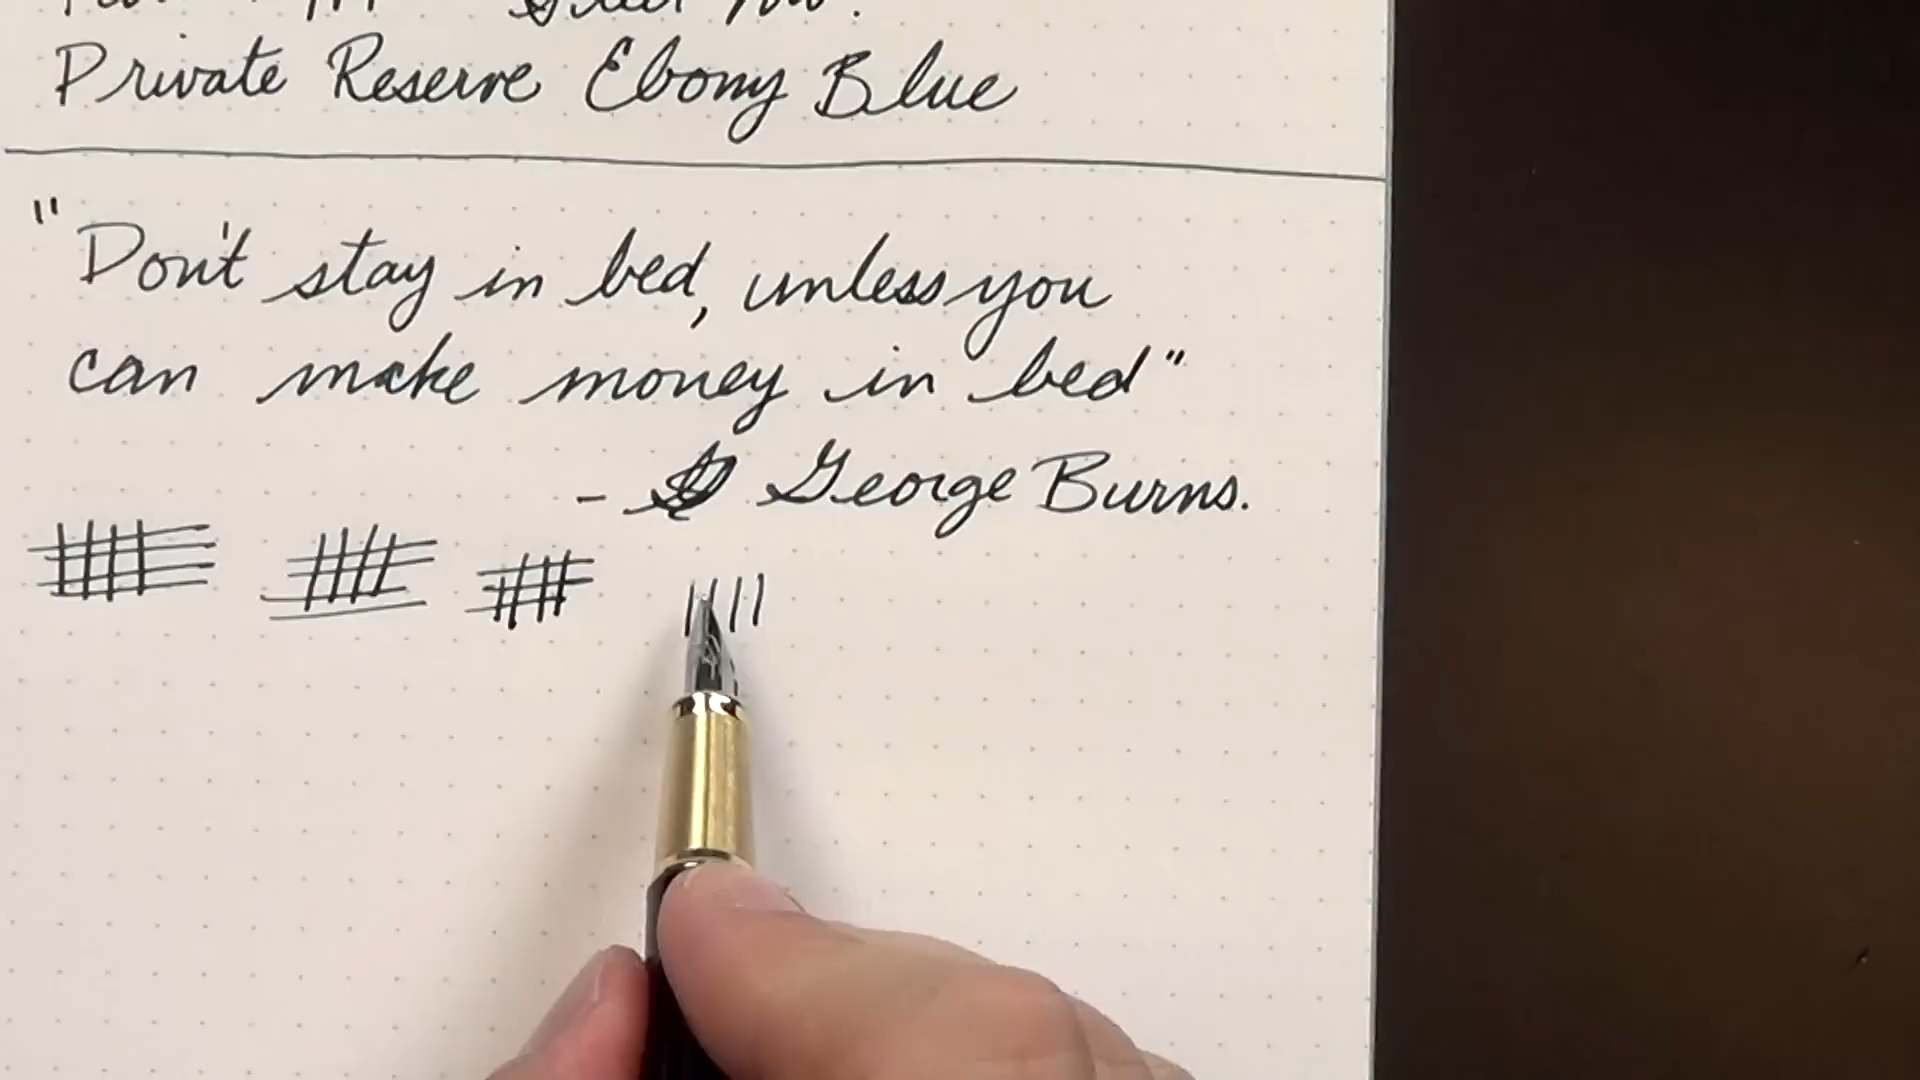 Private Reserve Ebony Blue
"Don't stay in bed, unless you
can make money in bed"
- George Burns.